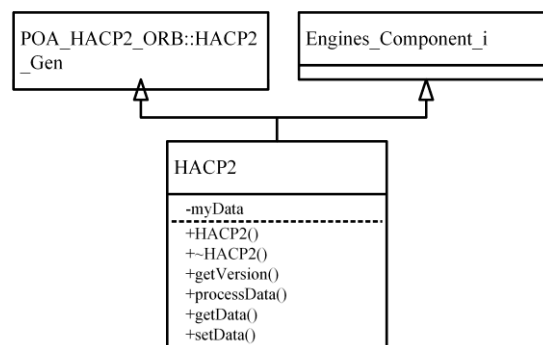 POA_HACP2_ORB::HACP2
_Gen
Engines_Component_i
HACP2
-myData
+HACP2()
+~HACP2()
+getVersion()
+processData()
+getData()
+setData()